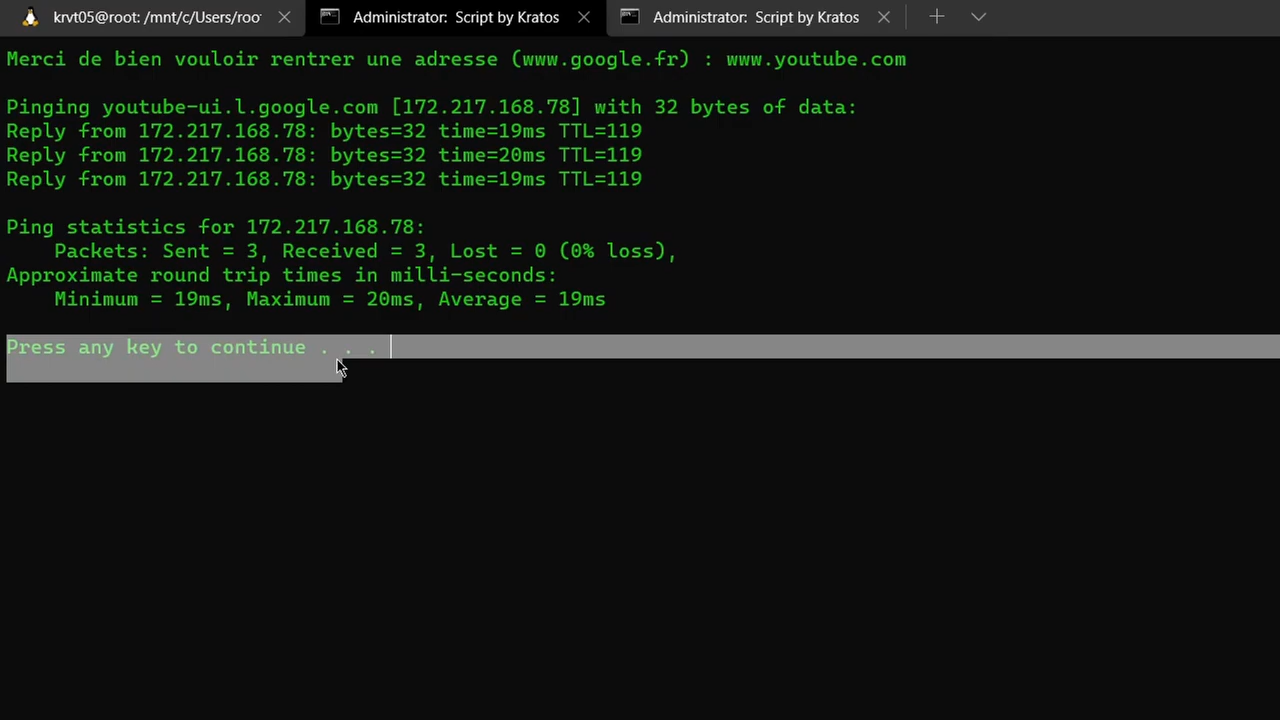 krvt05@root: /mnt/c/Users/roo
Administrator: Script by Kratos
Administrator: Script by Kratos
Merci de bien vouloir rentrer une adresse (www.google.fr) : www.youtube.com
Pinging youtube-ui.l.google.com [172.217.168.78] with 32 bytes of data:
Reply from 172.217.168.78: bytes=32 time=19ms TTL=119
Reply from 172.217.168.78: bytes=32 time=20ms TTL=119
Reply from 172.217.168.78: bytes=32 time=19ms TTL=119
Ping statistics for 172.217.168.78:
Packets: Sent = 3, Received = 3, Lost = 0 (0% loss),
Approximate round trip times in milli-seconds:
Minimum = 19ms, Maximum = 20ms, Average = 19ms
Press any key to continue . . .